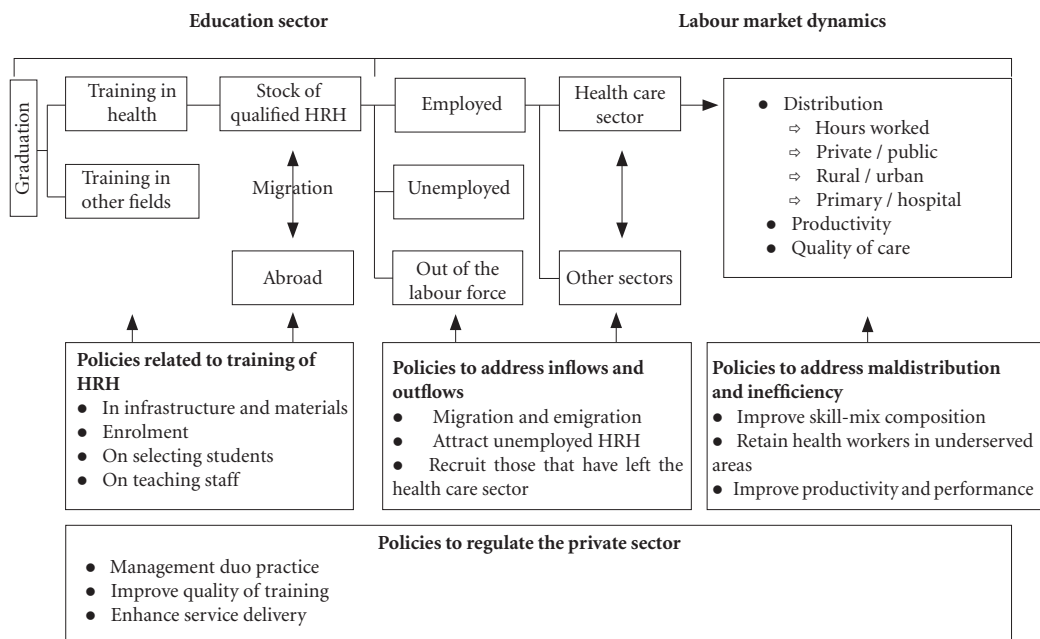 Education sector
Labour market dynamics
Graduation
Training in
health
Training in
other fields
Stock of
qualified HRH
Migration
Abroad
Employed
Unemployed
Out of the
labour force
Health care
sector
Other sectors
● Distribution
⇨ Hours worked
⇨ Private / public
⇨ Rural / urban
⇨ Primary / hospital
● Productivity
● Quality of care
Policies related to training of
HRH
● In infrastructure and materials
● Enrolment
● On selecting students
● On teaching staff
Policies to address inflows and
outflows
● Migration and emigration
● Attract unemployed HRH
● Recruit those that have left the
health care sector
Policies to address maldistribution
and inefficiency
● Improve skill-mix composition
● Retain health workers in underserved
areas
● Improve productivity and performance
Policies to regulate the private sector
● Management duo practice
● Improve quality of training
● Enhance service delivery